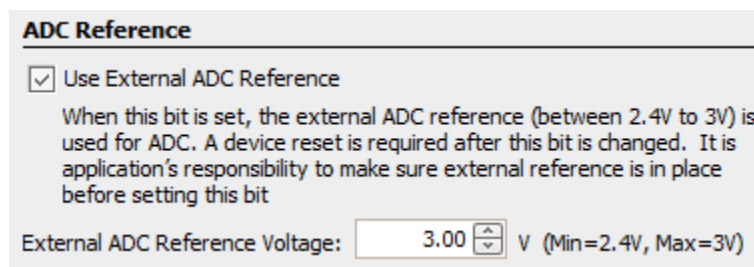 ADC Reference
Use External ADC Reference
When this bit is set, the external ADC reference (between 2.4V to 3V) is
used for ADC. A device reset is required after this bit is changed.  It is
application's responsibility to make sure external reference is in place
before setting this bit
External ADC Reference Voltage: 3.00 V (Min=2.4V, Max=3V)